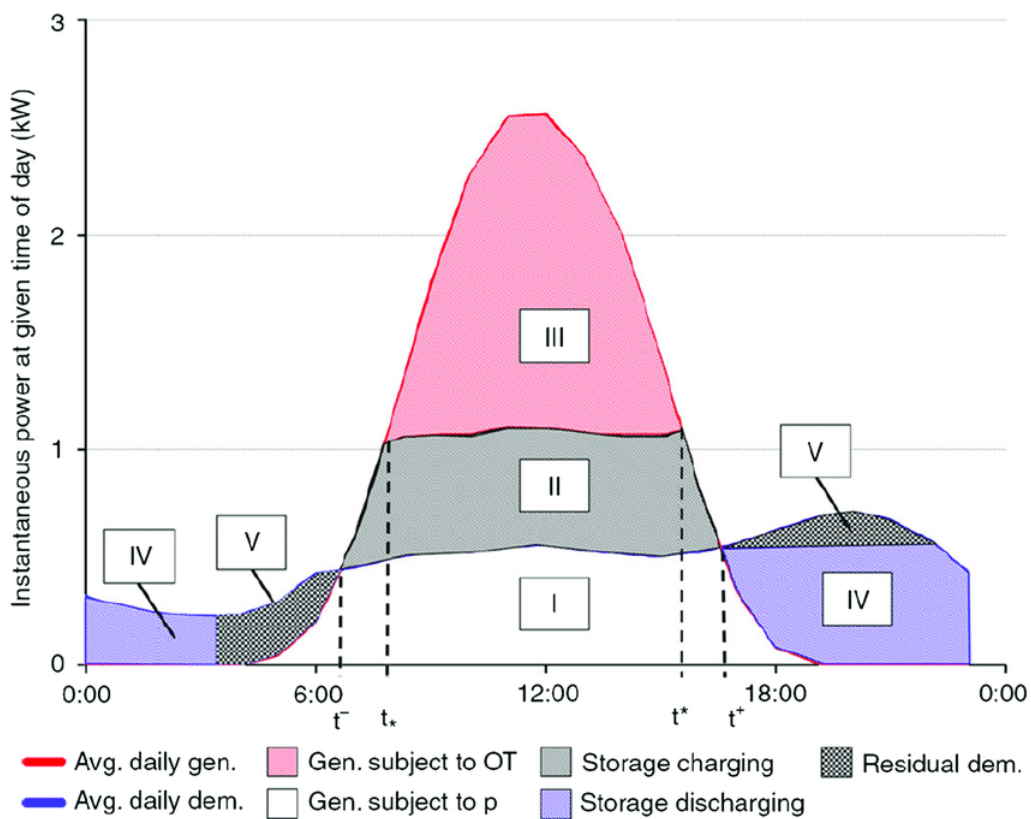 Instantaneous power at given time of day (kW)
3
2
1
0
III
II
I
IV
V
V
IV
0:00 6:00 12:00 18:00 0:00
t⁻ t* t* t⁺
Avg. daily gen. Gen. subject to OT Storage charging Residual dem.
Avg. daily dem. Gen. subject to p Storage discharging